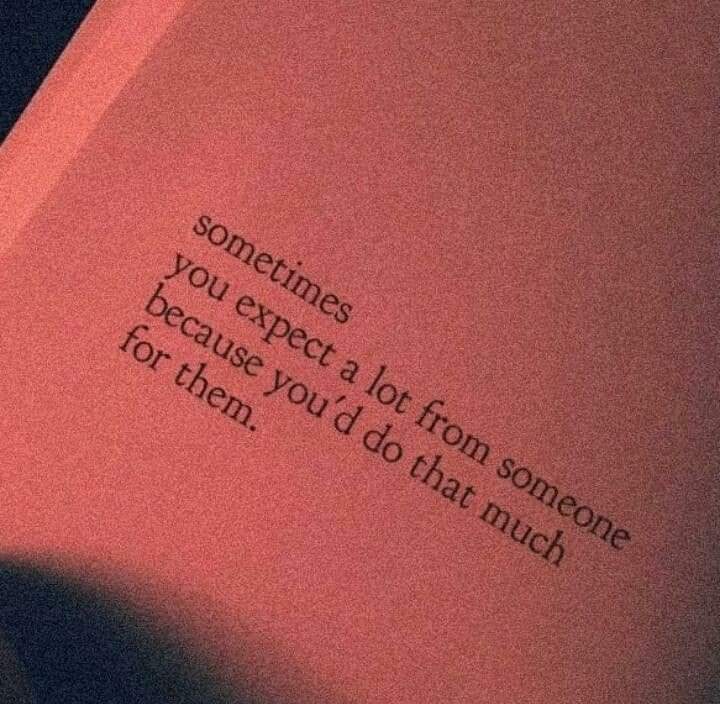 sometimes
you expect a lot from someone
because you'd do that much
for them.